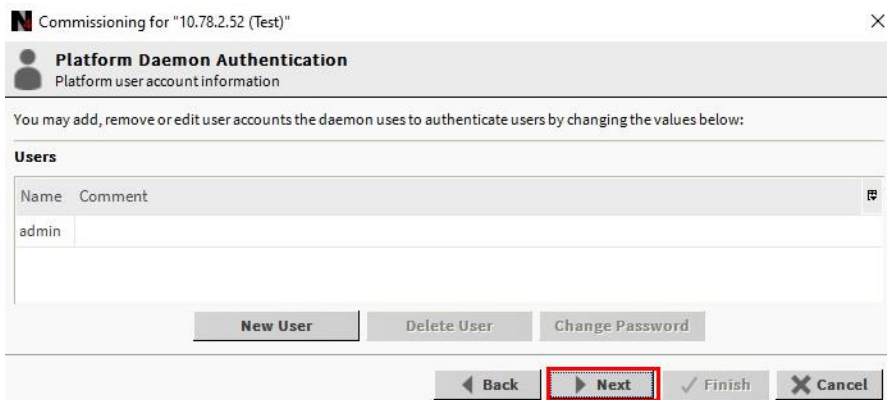 Commissioning for "10.78.2.52 (Test)"
Platform Daemon Authentication
Platform user account information
You may add, remove or edit user accounts the daemon uses to authenticate users by changing the values below:
Users
Name Comment
admin
New User Delete User Change Password
Back Next Finish Cancel